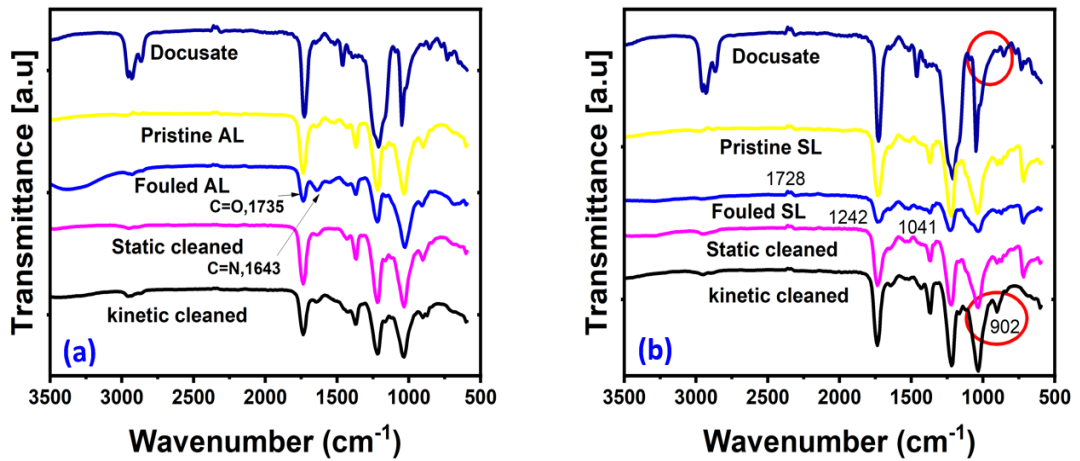 Transmittance [a.u]
Docusate
Pristine AL
Fouled AL
C=O,1735
Static cleaned
C=N,1643
kinetic cleaned
(a)
3500 3000 2500 2000 1500 1000 500
Wavenumber (cm⁻¹)
Transmittance [a.u]
Docusate
Pristine SL
1728
Fouled SL
1242 1041
Static cleaned
kinetic cleaned
902
(b)
3500 3000 2500 2000 1500 1000 500
Wavenumber (cm⁻¹)